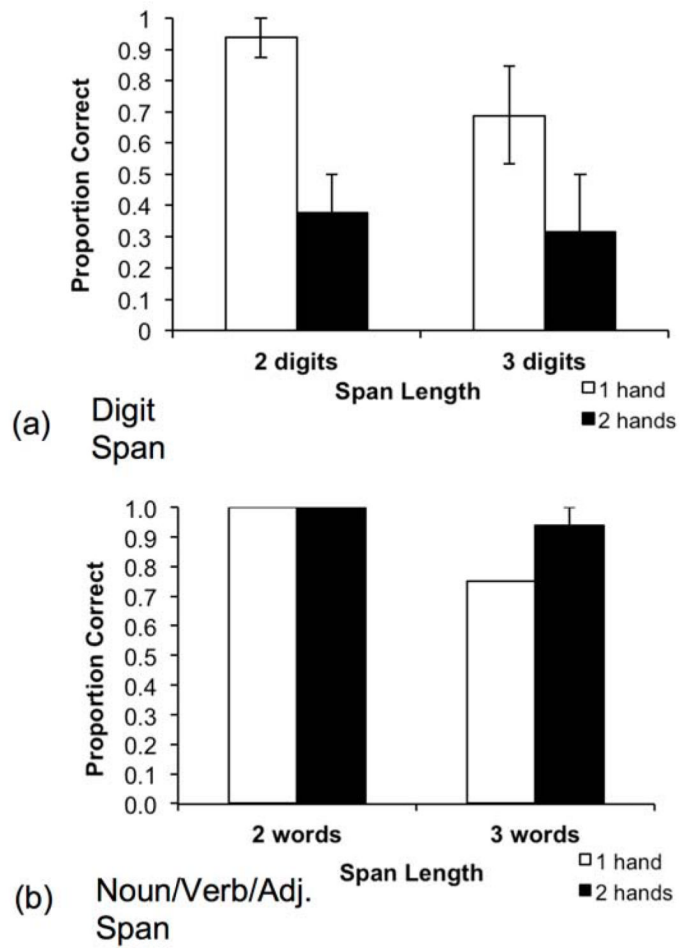 1
0.9
0.8
0.7
0.6
0.5
0.4
0.3
0.2
0.1
0
Proportion Correct
2 digits 3 digits
Span Length
1 hand
2 hands
(a) Digit
Span
1.0
0.9
0.8
0.7
0.6
0.5
0.4
0.3
0.2
0.1
0.0
Proportion Correct
2 words 3 words
Span Length
1 hand
2 hands
(b) Noun/Verb/Adj.
Span